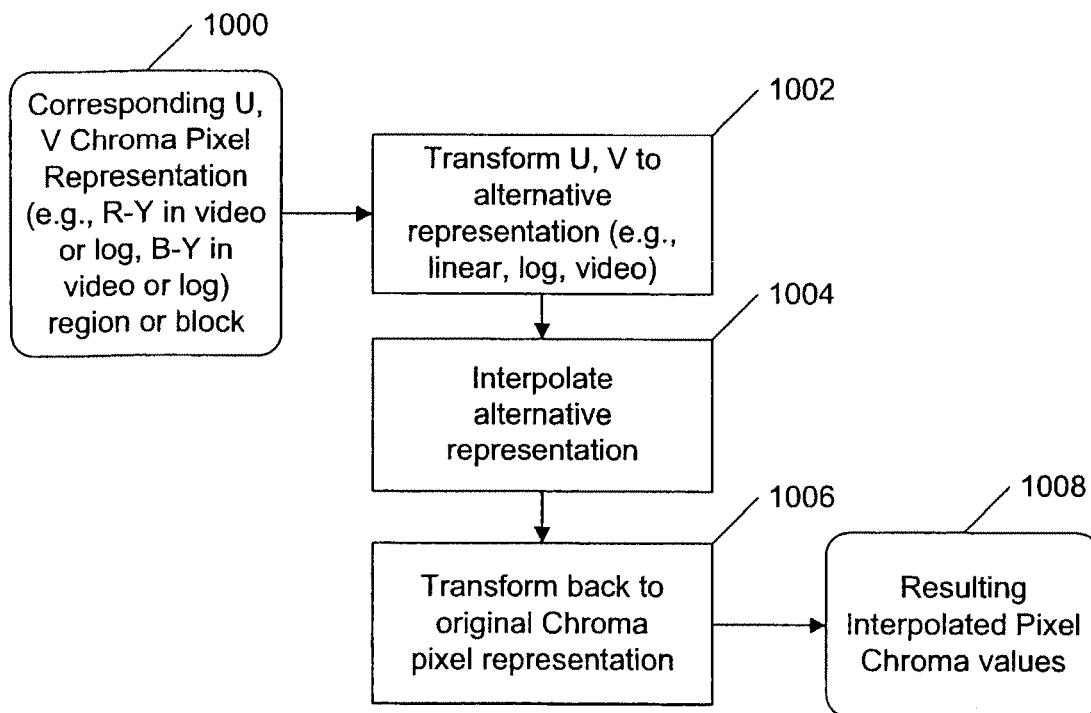 1000
Corresponding U,
V Chroma Pixel
Representation
(e.g., R-Y in video
or log, B-Y in
video or log)
region or block
1002
Transform U, V to
alternative
representation (e.g.,
linear, log, video)
1004
Interpolate
alternative
representation
1006
Transform back to
original Chroma
pixel representation
1008
Resulting
Interpolated Pixel
Chroma values